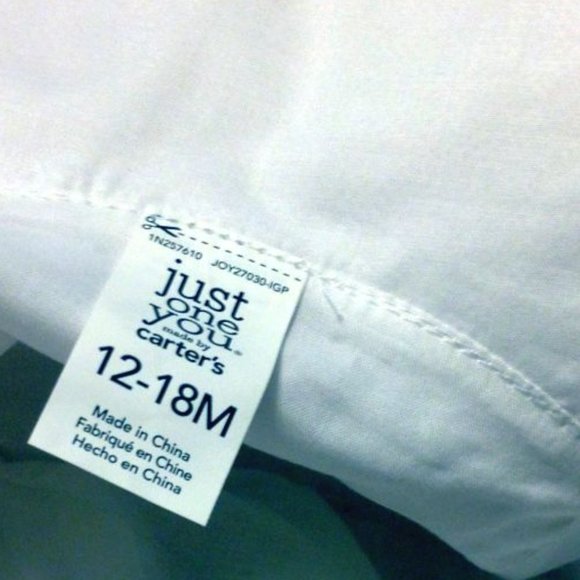 1N257610 JOY27030-IGP
just
one
you®
made by
carter's
12-18M
Made in China
Fabriqué en Chine
Hecho en China